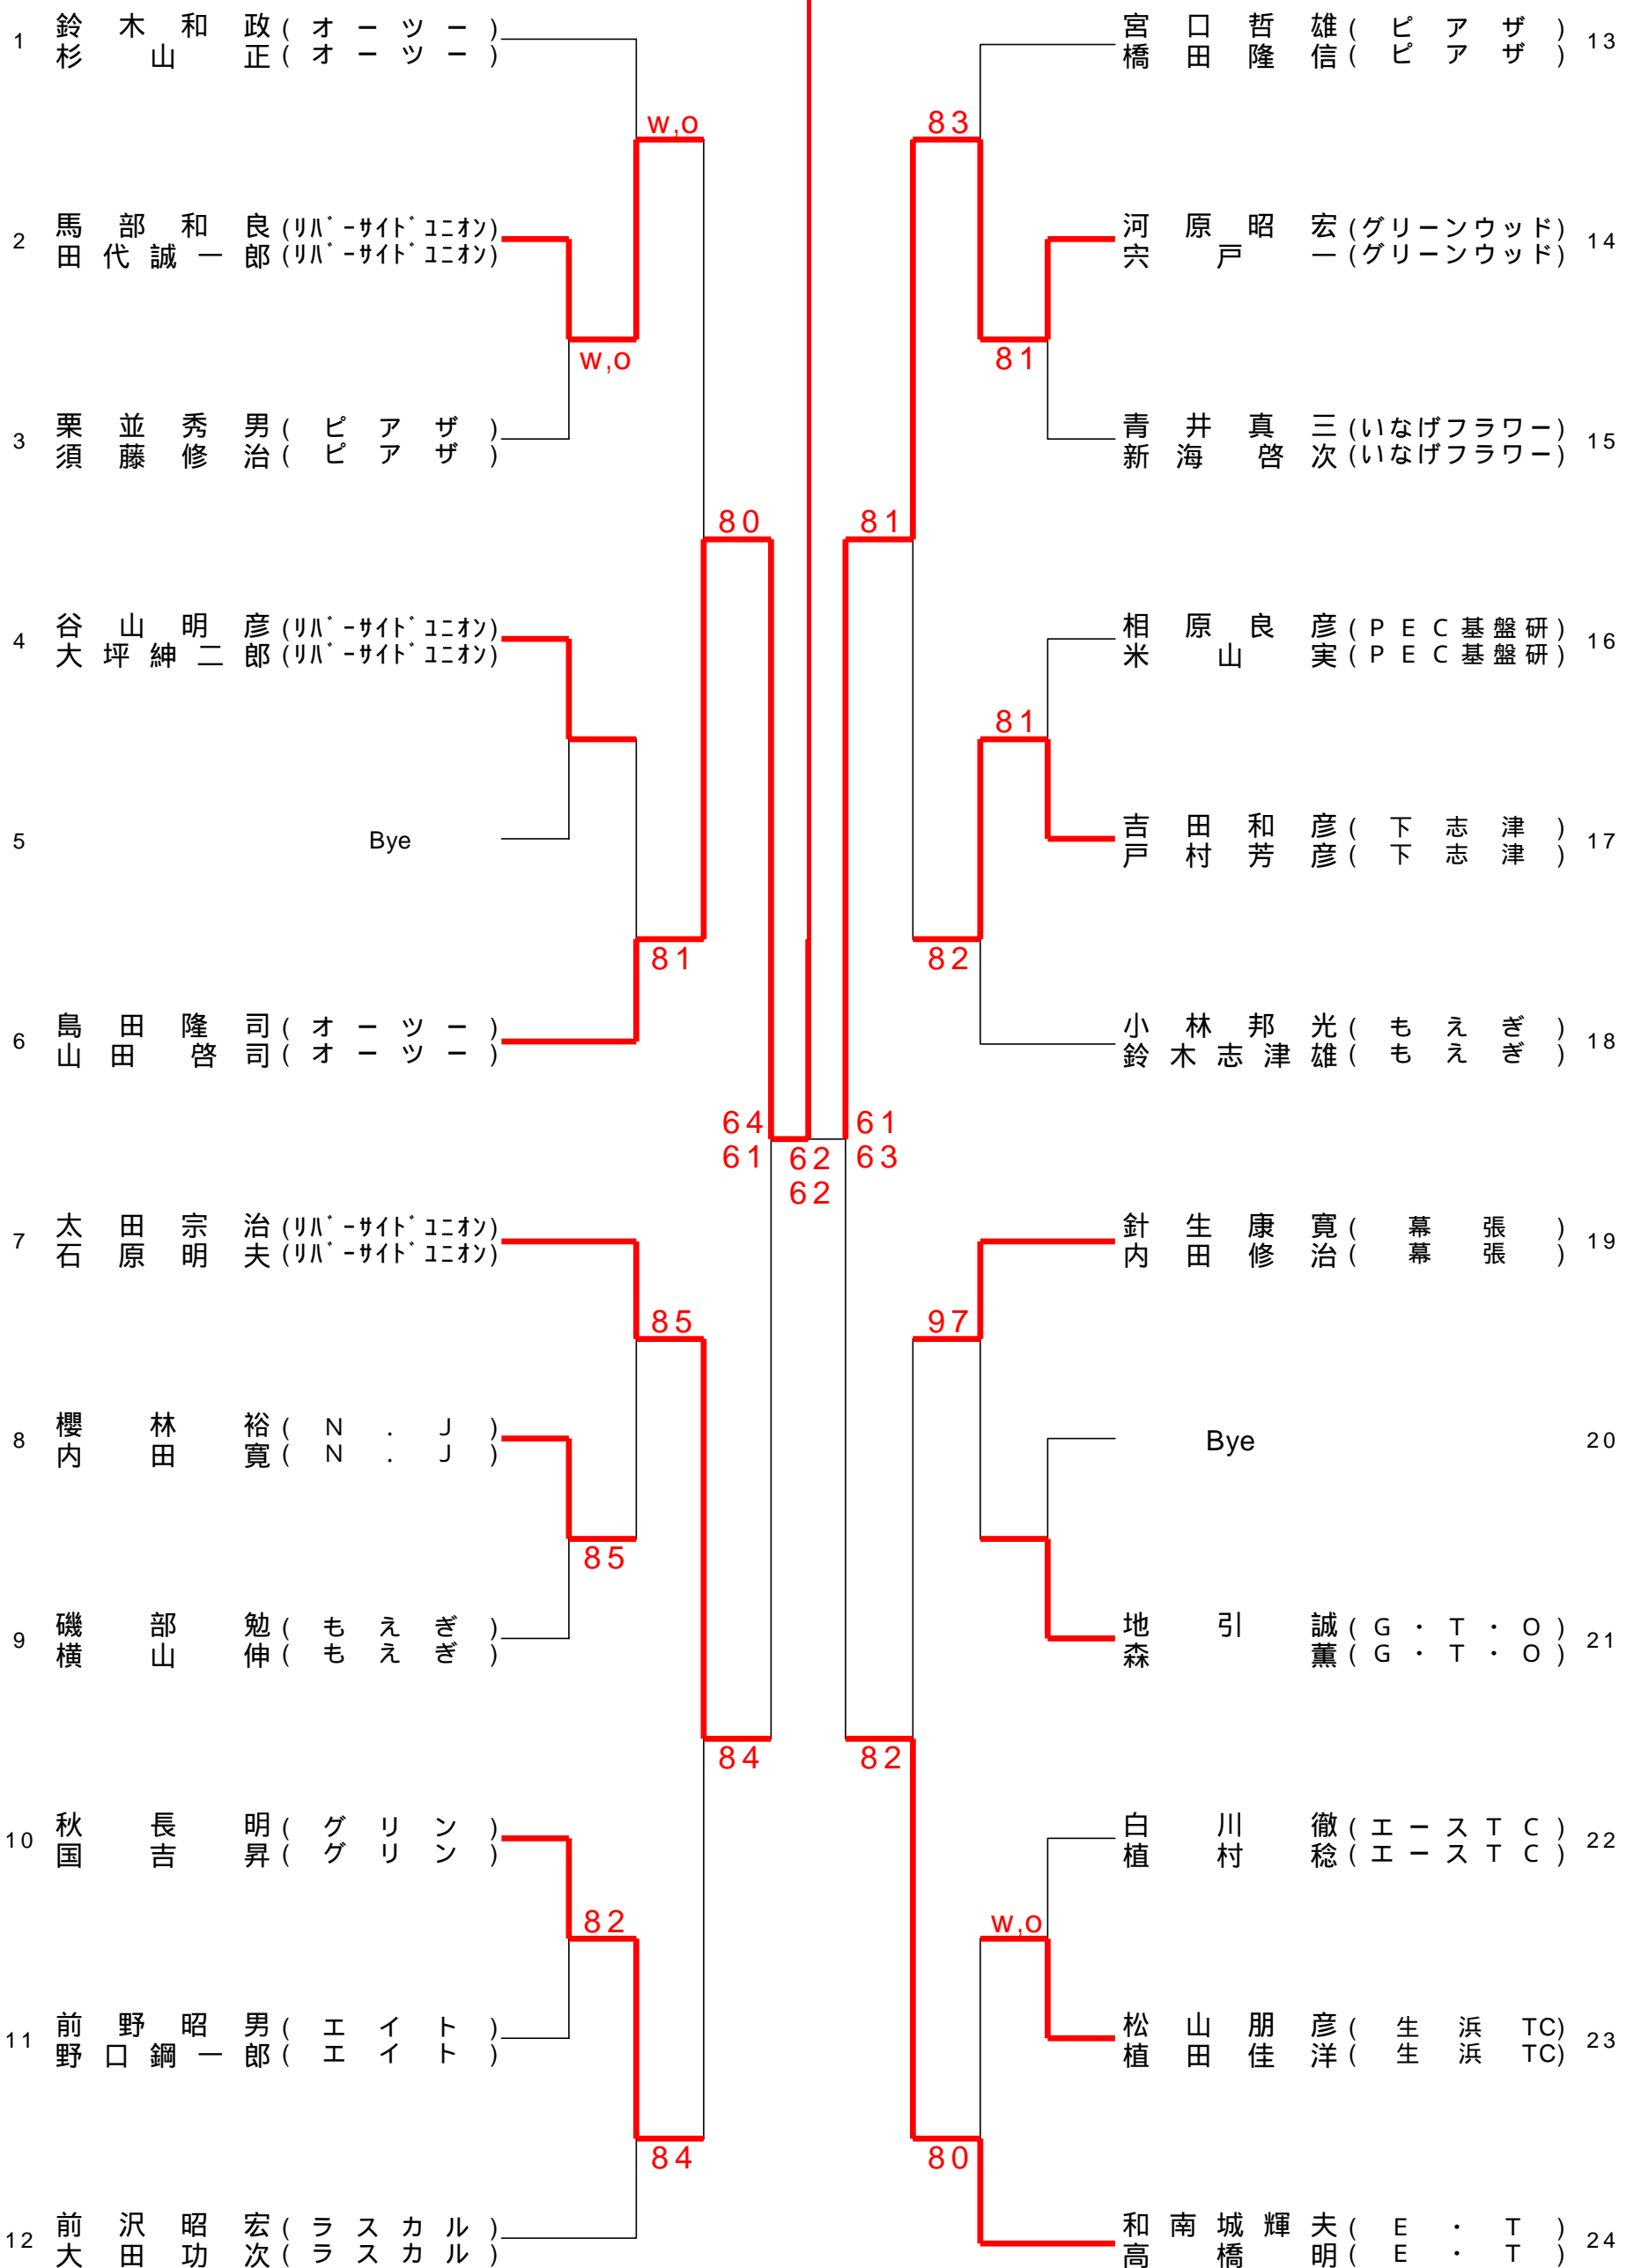 1 鈴木和政(オーツー)
杉山正(オーツー)
w,o
2 馬部和良(ﾘﾊﾞｰｻｲﾄﾞﾕﾆｵﾝ)
田代誠一郎(ﾘﾊﾞｰｻｲﾄﾞﾕﾆｵﾝ)
w,o
3 栗並秀男(ピアザ)
須藤修治(ピアザ)
80
4 谷山明彦(ﾘﾊﾞｰｻｲﾄﾞﾕﾆｵﾝ)
大坪紳二郎(ﾘﾊﾞｰｻｲﾄﾞﾕﾆｵﾝ)
5 Bye
81
6 島田隆司(オーツー)
山田啓司(オーツー)
64
61
62
62
7 太田宗治(ﾘﾊﾞｰｻｲﾄﾞﾕﾆｵﾝ)
石原明夫(ﾘﾊﾞｰｻｲﾄﾞﾕﾆｵﾝ)
85
8 櫻林裕(N.J)
内田寛(N.J)
85
9 磯部勉(もえぎ)
横山伸(もえぎ)
84
10 秋長明(グリン)
国吉昇(グリン)
82
11 前野昭男(エイト)
野口鋼一郎(エイト)
84
12 前沢昭宏(ラスカル)
大田功次(ラスカル)
宮口哲雄(ピアザ) 13
橋田隆信(ピアザ)
83
河原昭宏(グリーンウッド) 14
宍戸一(グリーンウッド)
81
青井真三(いなげフラワー) 15
新海啓次(いなげフラワー)
81
相原良彦(PEC基盤研) 16
米山実(PEC基盤研)
81
吉田和彦(下志津) 17
戸村芳彦(下志津)
82
小林邦光(もえぎ) 18
鈴木志津雄(もえぎ)
61
63
針生康寛(幕張) 19
内田修治(幕張)
97
Bye 20
地引誠(G・T・O) 21
森薫(G・T・O)
82
白川徹(エースTC) 22
植村稔(エースTC)
w,o
松山朋彦(生浜TC) 23
植田佳洋(生浜TC)
80
和南城輝夫(E・T) 24
高橋明(E・T)